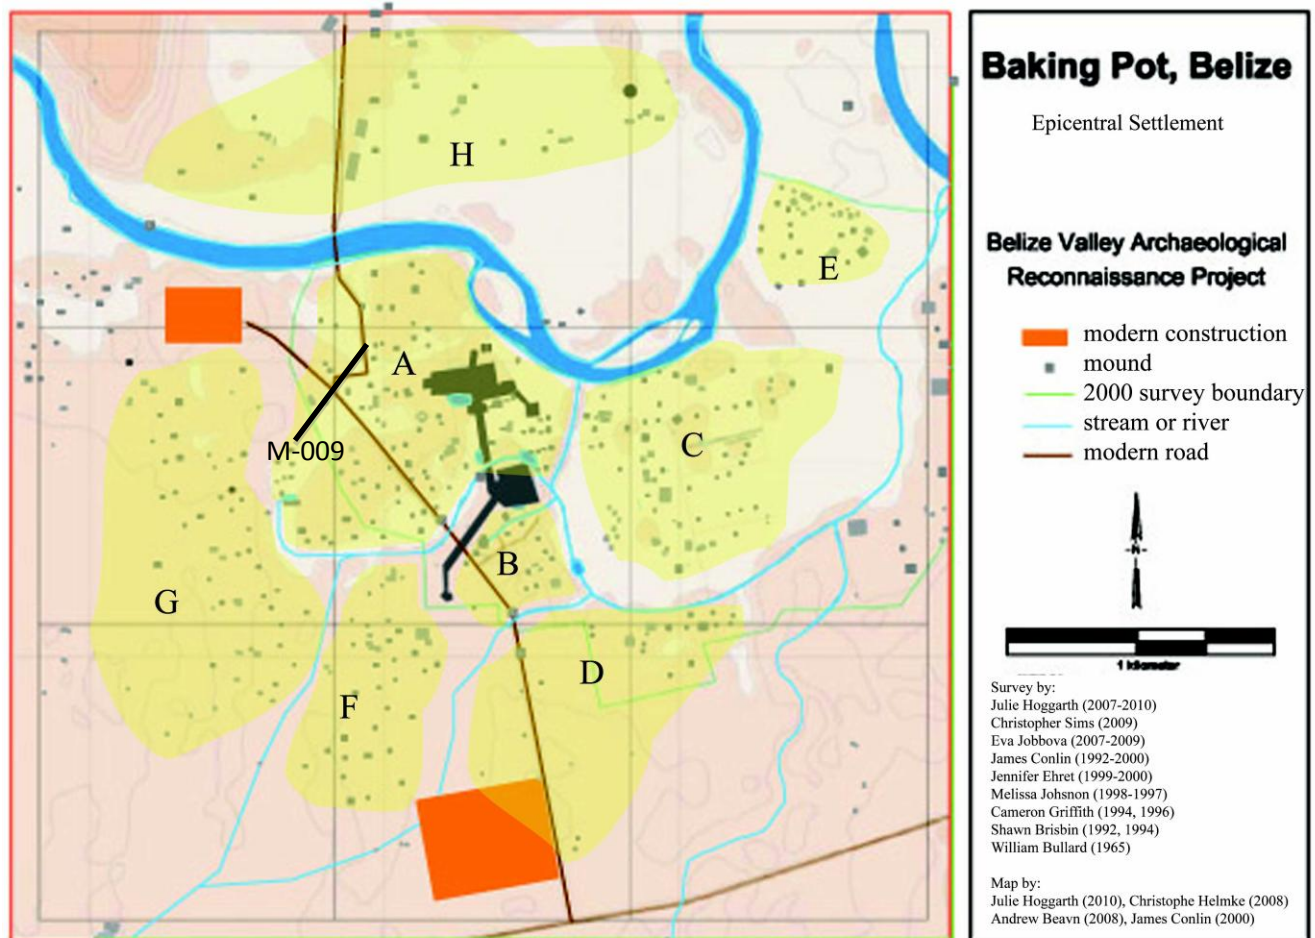 H
E
A
C
M-009
B
G
D
F
Baking Pot, Belize
Epicentral Settlement
Belize Valley Archaeological
Reconnaissance Project
modern construction
mound
2000 survey boundary
stream or river
modern road
N
1 kilometer
Survey by:
Julie Hoggarth (2007-2010)
Christopher Sims (2009)
Eva Jobbova (2007-2009)
James Conlin (1992-2000)
Jennifer Ehret (1999-2000)
Melissa Johsnon (1998-1997)
Cameron Griffith (1994, 1996)
Shawn Brisbin (1992, 1994)
William Bullard (1965)
Map by:
Julie Hoggarth (2010), Christophe Helmke (2008)
Andrew Beavn (2008), James Conlin (2000)